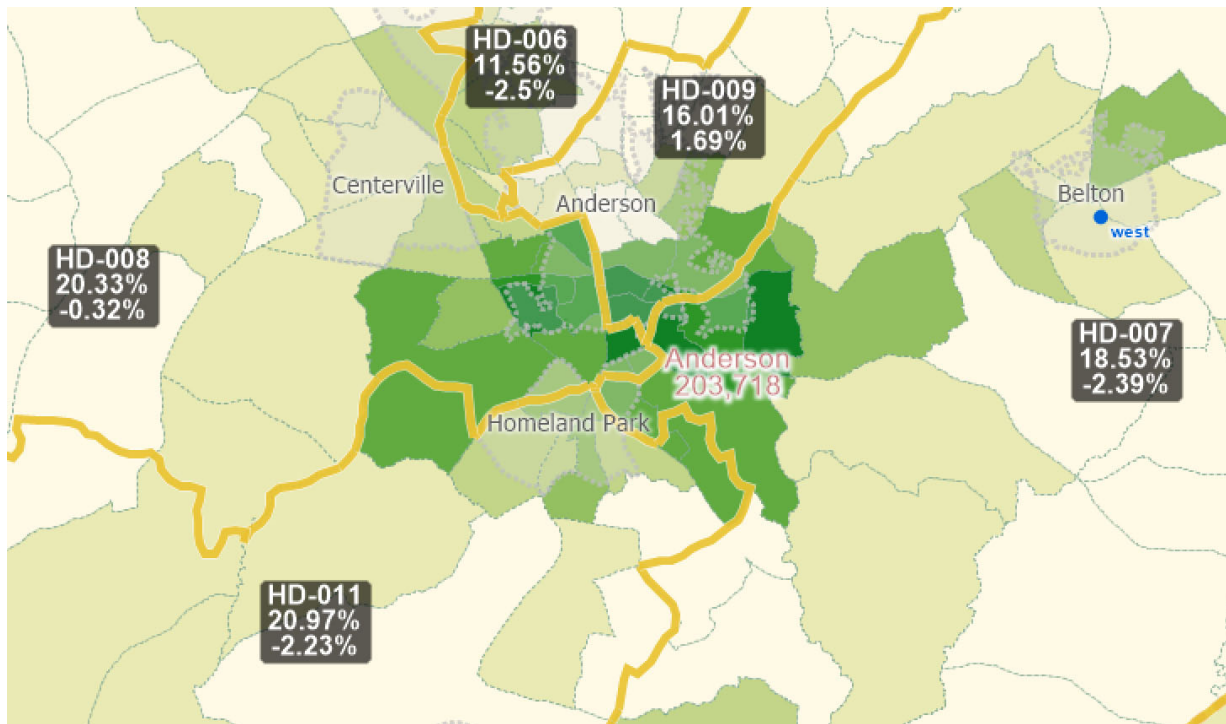 HD-006
11.56%
-2.5%
HD-009
16.01%
1.69%
Centerville
Anderson
Belton
west
HD-008
20.33%
-0.32%
HD-007
18.53%
-2.39%
Anderson
203,718
Homeland Park
HD-011
20.97%
-2.23%